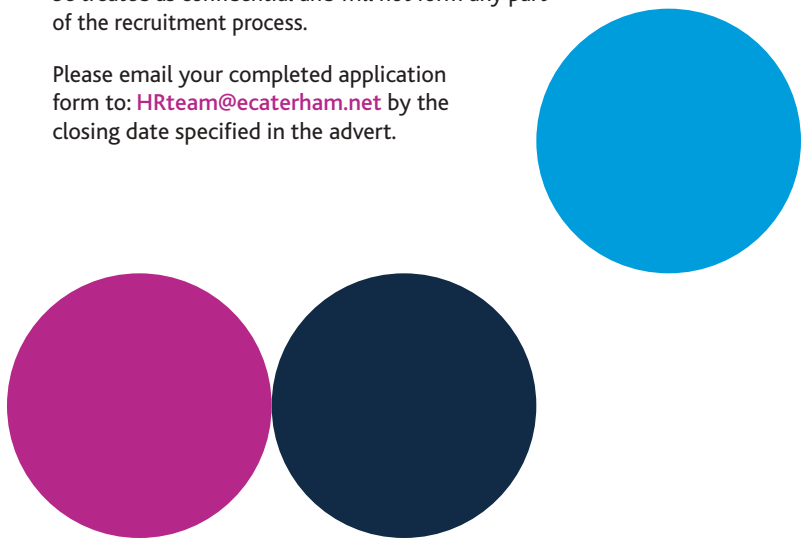 of the recruitment process.
Please email your completed application
form to: HRteam@ecaterham.net by the
closing date specified in the advert.